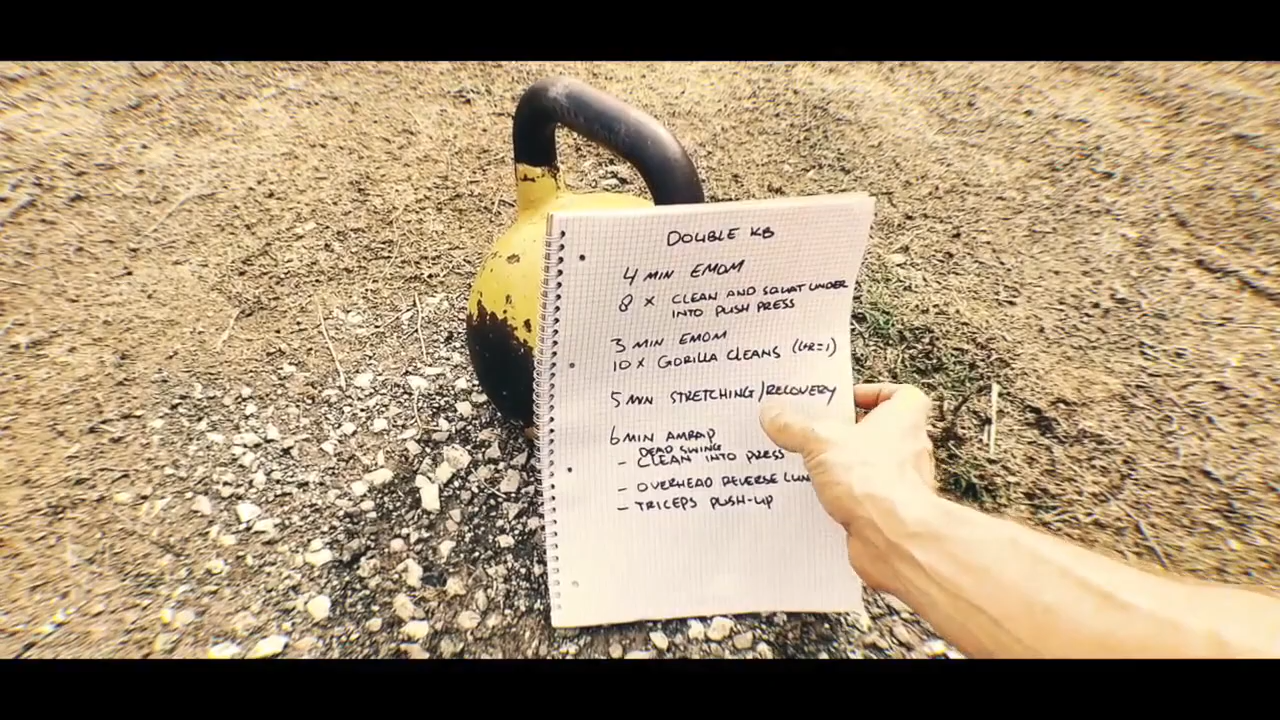 DOUBLE KB
4 MIN EMOM
8 x CLEAN AND SQUAT UNDER
INTO PUSH PRESS
3 MIN EMOM
10 x GORILLA CLEANS (L+R=1)
5 MIN STRETCHING/RECOVERY
6 MIN AMRAP
DEAD SWING
- CLEAN INTO PRESS
- OVERHEAD REVERSE
- TRICEPS PUSH-UP